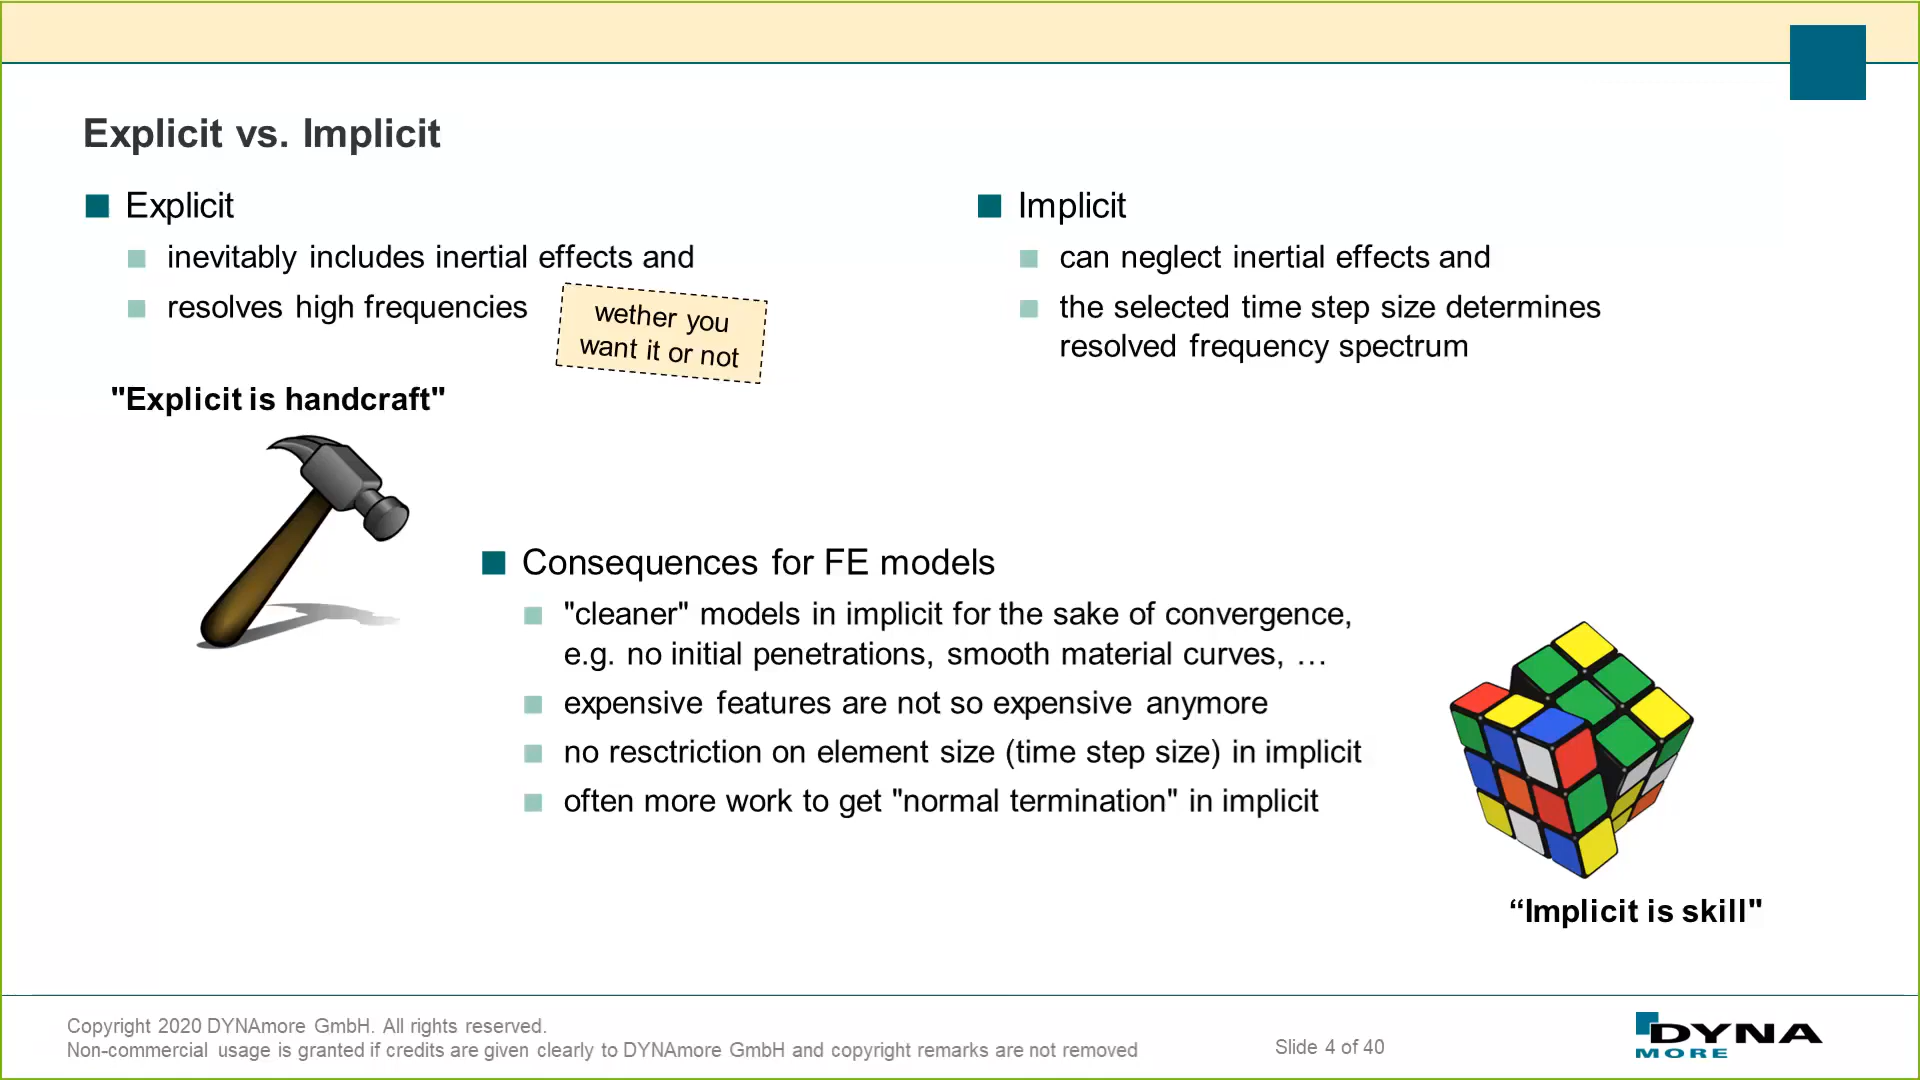 Explicit vs. Implicit
Explicit
inevitably includes inertial effects and
resolves high frequencies
wether you
want it or not
"Explicit is handcraft"
Implicit
can neglect inertial effects and
the selected time step size determines
resolved frequency spectrum
Consequences for FE models
"cleaner" models in implicit for the sake of convergence,
e.g. no initial penetrations, smooth material curves, …
expensive features are not so expensive anymore
no resctriction on element size (time step size) in implicit
often more work to get "normal termination" in implicit
“Implicit is skill"
Copyright 2020 DYNAmore GmbH. All rights reserved.
Non-commercial usage is granted if credits are given clearly to DYNAmore GmbH and copyright remarks are not removed
Slide 4 of 40
DYNA
MORE